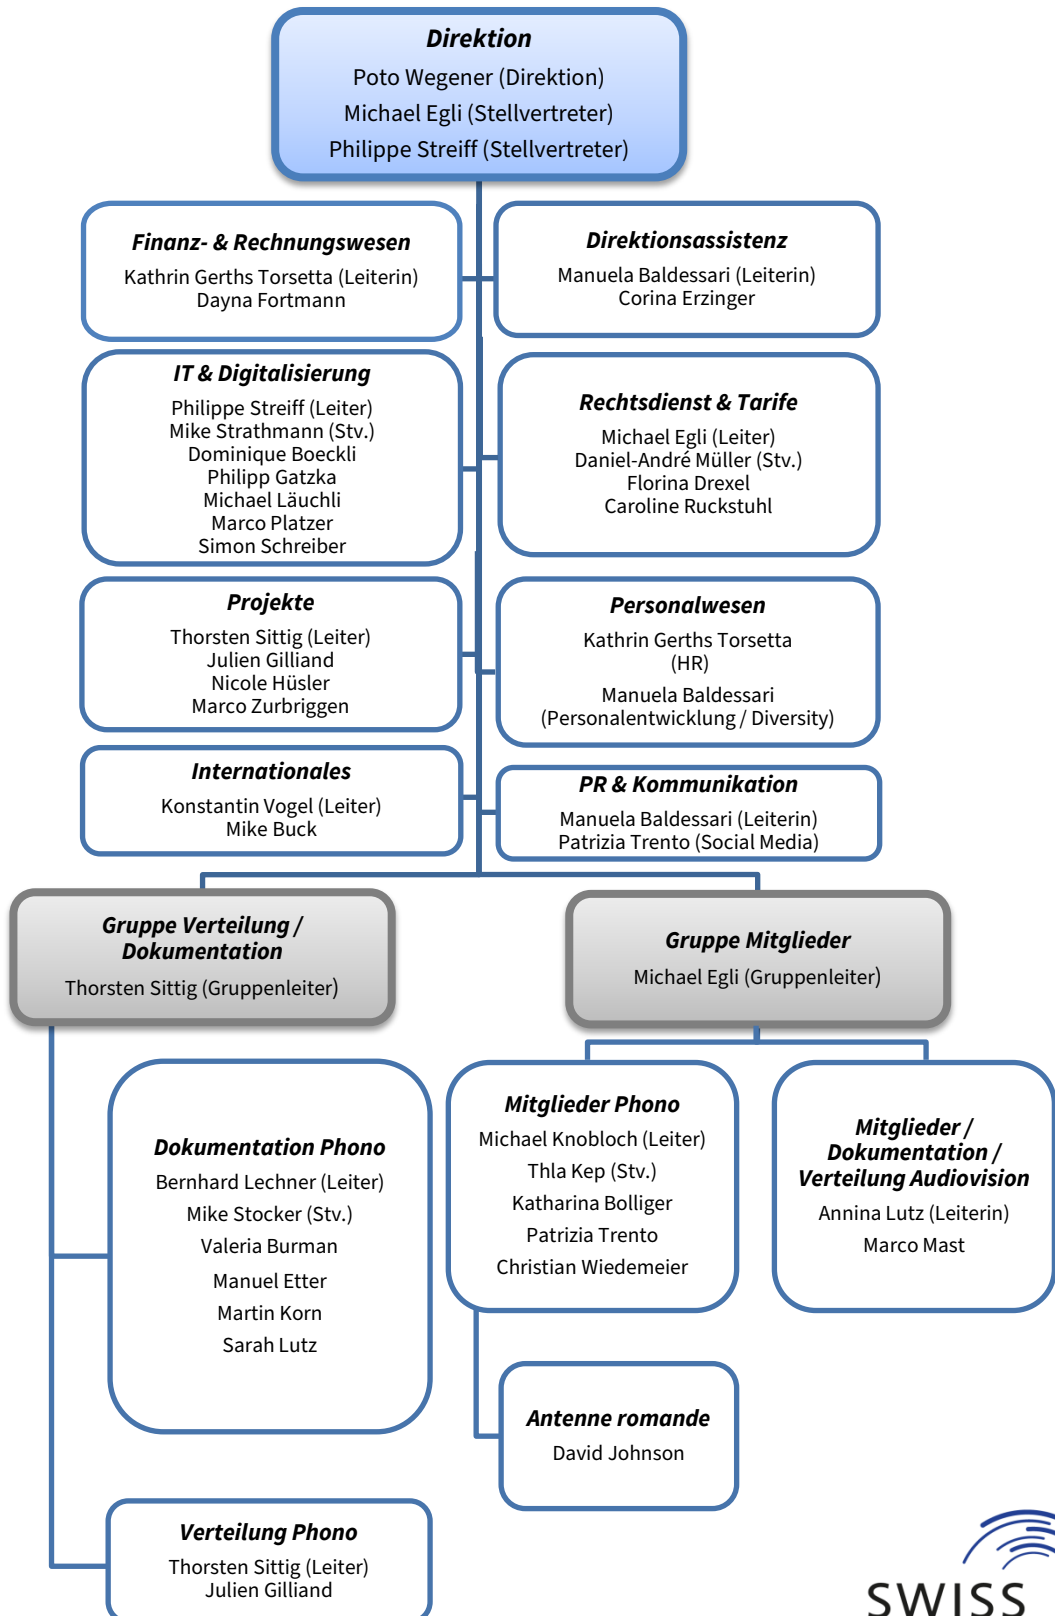 Direktion
Poto Wegener (Direktion)
Michael Egli (Stellvertreter)
Philippe Streiff (Stellvertreter)
Finanz- & Rechnungswesen
Kathrin Gerths Torsetta (Leiterin)
Dayna Fortmann
Direktionsassistenz
Manuela Baldessari (Leiterin)
Corina Erzinger
IT & Digitalisierung
Philippe Streiff (Leiter)
Mike Strathmann (Stv.)
Dominique Boeckli
Philipp Gatzka
Michael Läuchli
Marco Platzer
Simon Schreiber
Rechtsdienst & Tarife
Michael Egli (Leiter)
Daniel-André Müller (Stv.)
Florina Drexel
Caroline Ruckstuhl
Projekte
Thorsten Sittig (Leiter)
Julien Gilliand
Nicole Hüsler
Marco Zurbriggen
Personalwesen
Kathrin Gerths Torsetta
(HR)
Manuela Baldessari
(Personalentwicklung / Diversity)
Internationales
Konstantin Vogel (Leiter)
Mike Buck
PR & Kommunikation
Manuela Baldessari (Leiterin)
Patrizia Trento (Social Media)
Gruppe Verteilung /
Dokumentation
Thorsten Sittig (Gruppenleiter)
Gruppe Mitglieder
Michael Egli (Gruppenleiter)
Dokumentation Phono
Bernhard Lechner (Leiter)
Mike Stocker (Stv.)
Valeria Burman
Manuel Etter
Martin Korn
Sarah Lutz
Mitglieder Phono
Michael Knobloch (Leiter)
Thla Kep (Stv.)
Katharina Bolliger
Patrizia Trento
Christian Wiedemeier
Mitglieder /
Dokumentation /
Verteilung Audiovision
Annina Lutz (Leiterin)
Marco Mast
Antenne romande
David Johnson
Verteilung Phono
Thorsten Sittig (Leiter)
Julien Gilliand
SWISS